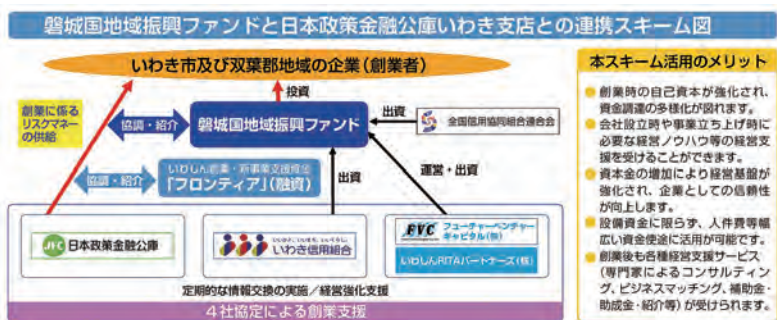 磐城国地域振興ファンドと日本政策金融公庫いわき支店との連携スキーム図
いわき市及び双葉郡地域の企業(創業者)
投資
創業に係る
リスクマネー
の供給
協調・紹介
磐城国地域振興ファンド
出資
全国信用協同組合連合会
協調・紹介
いわしん創業・新事業支援資金
「フロンティア」(融資)
出資
運営・出資
JFC 日本政策金融公庫
いわき信用組合
FVC フューチャーベンチャー
キャピタル(株)
いわしんRITAパートナーズ(株)
定期的な情報交換の実施/経営強化支援
4社協定による創業支援
本スキーム活用のメリット
●創業時の自己資本が強化され、
資金調達の多様化が図れます。
●会社設立時や事業立ち上げ時に
必要な経営ノウハウ等の経営支
援を受けることができます。
●資本金の増加により経営基盤が
強化され、企業としての信頼性
が向上します。
●設備資金に限らず、人件費等幅
広い資金使途に活用が可能です。
●創業後も各種経営支援サービス
(専門家によるコンサルティン
グ、ビジネスマッチング、補助金・
助成金・紹介等)が受けられます。